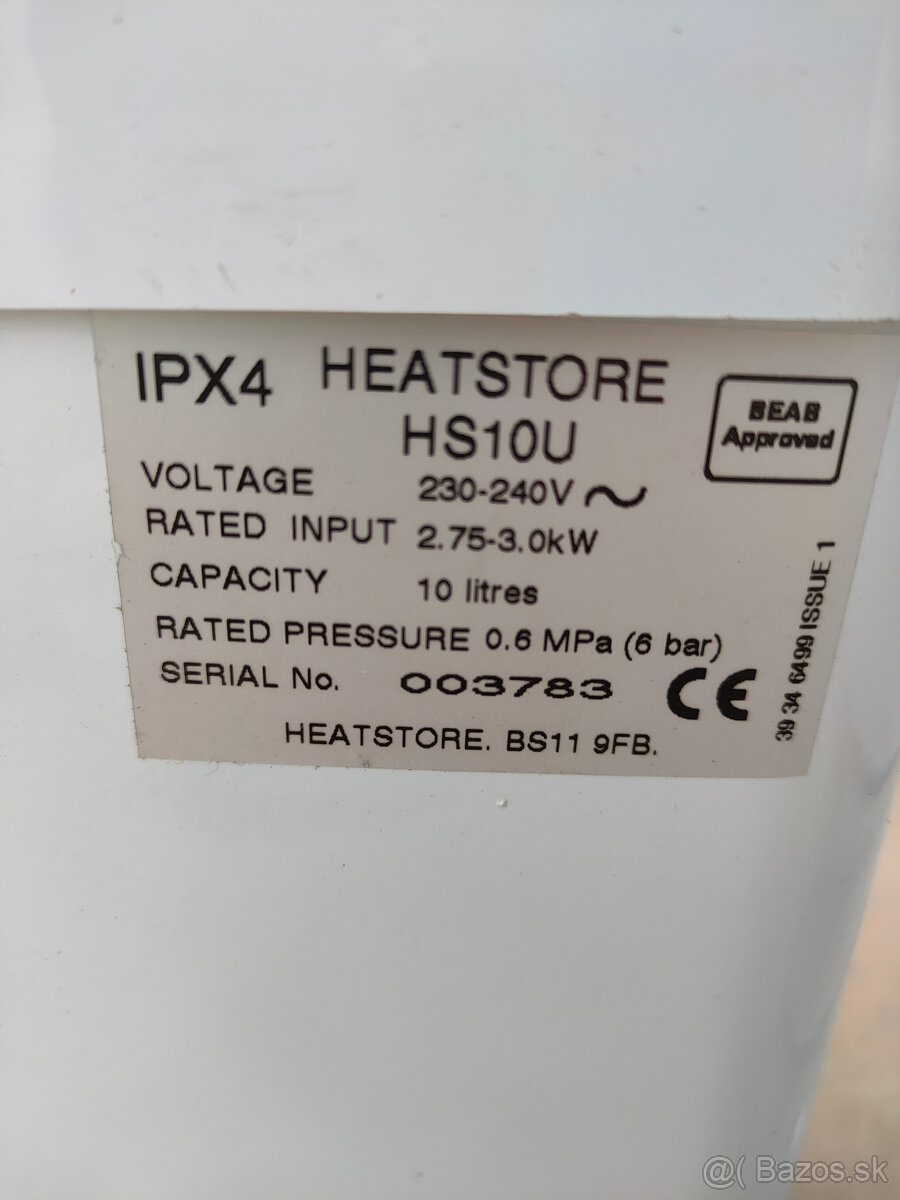 IPX4 HEATSTORE
HS10U
BEAB
Approved
VOLTAGE 230-240V ~
RATED INPUT 2.75-3.0kW
CAPACITY 10 litres
RATED PRESSURE 0.6 MPa (6 bar)
SERIAL No. 003783 CE
HEATSTORE. BS11 9FB.
39 34 6499 ISSUE 1
@( Bazos.sk